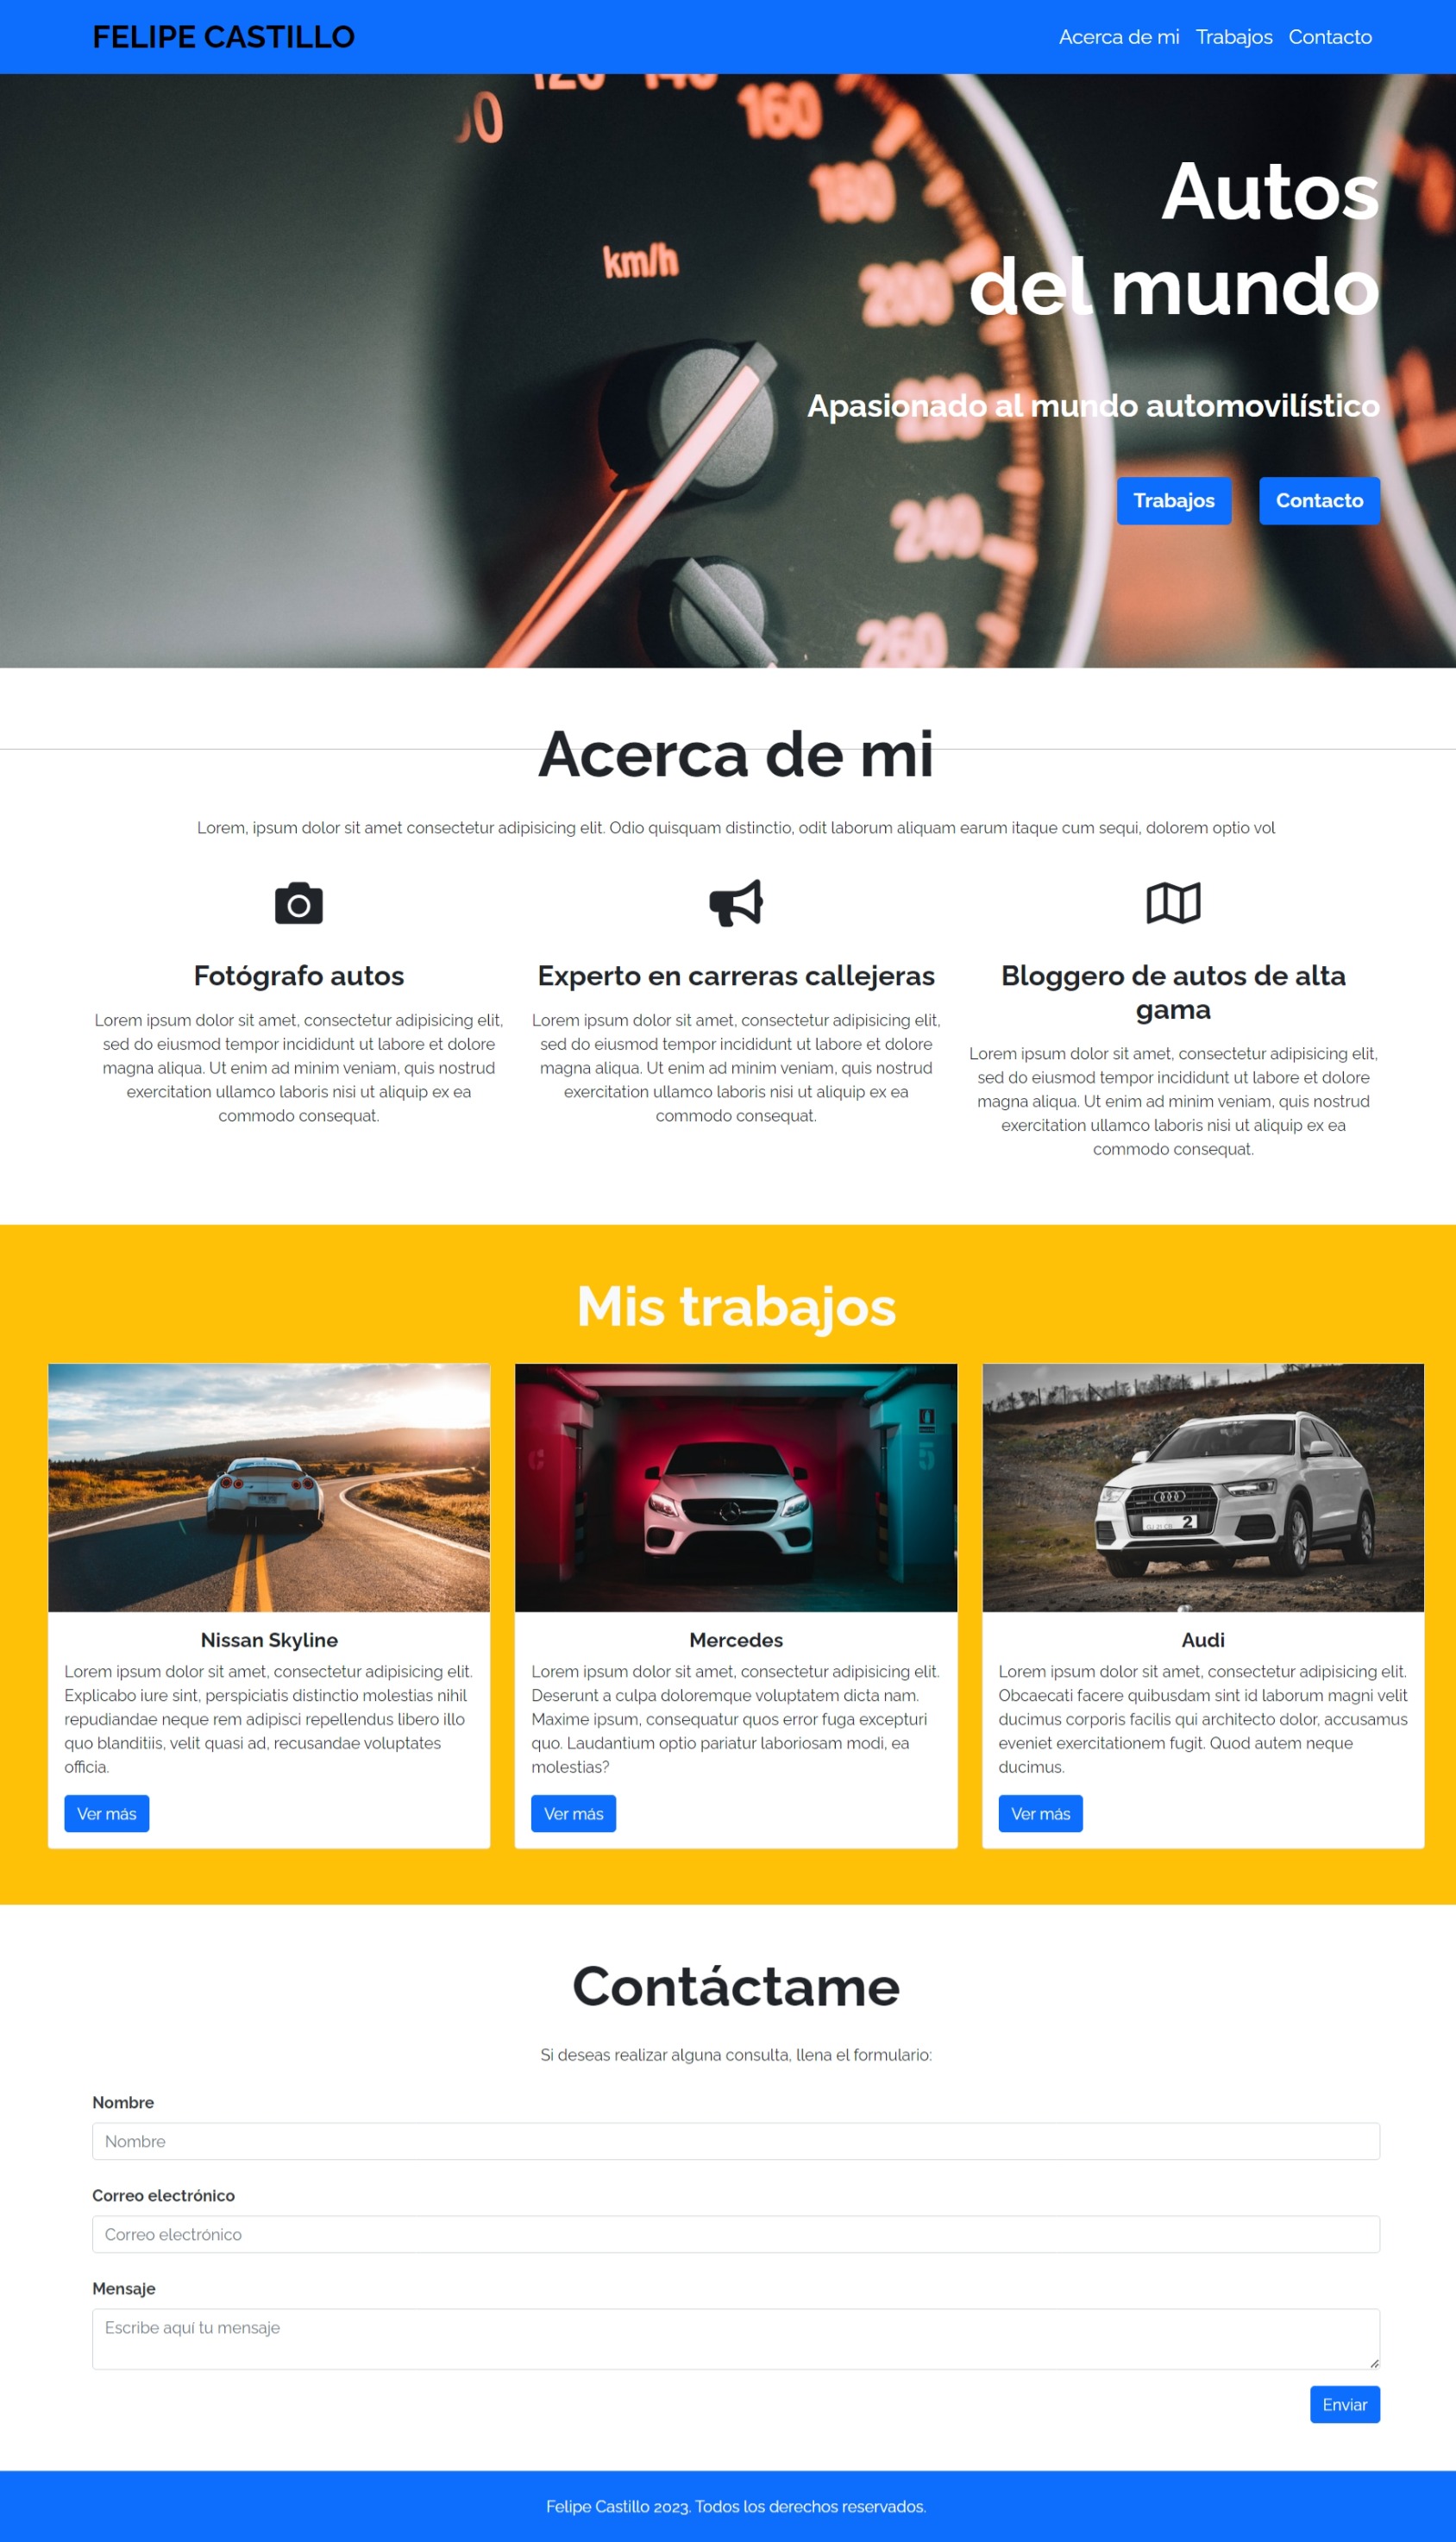 FELIPE CASTILLO
Acerca de mi Trabajos Contacto
160
180
km/h
200
240
260
Autos
del mundo
Apasionado al mundo automovilístico
Trabajos Contacto
Acerca de mi
Lorem, ipsum dolor sit amet consectetur adipisicing elit. Odio quisquam distinctio, odit laborum aliquam earum itaque cum sequi, dolorem optio vol
Fotógrafo autos
Lorem ipsum dolor sit amet, consectetur adipisicing elit,
sed do eiusmod tempor incididunt ut labore et dolore
magna aliqua. Ut enim ad minim veniam, quis nostrud
exercitation ullamco laboris nisi ut aliquip ex ea
commodo consequat.
Experto en carreras callejeras
Lorem ipsum dolor sit amet, consectetur adipisicing elit,
sed do eiusmod tempor incididunt ut labore et dolore
magna aliqua. Ut enim ad minim veniam, quis nostrud
exercitation ullamco laboris nisi ut aliquip ex ea
commodo consequat.
Bloggero de autos de alta
gama
Lorem ipsum dolor sit amet, consectetur adipisicing elit,
sed do eiusmod tempor incididunt ut labore et dolore
magna aliqua. Ut enim ad minim veniam, quis nostrud
exercitation ullamco laboris nisi ut aliquip ex ea
commodo consequat.
Mis trabajos
Nissan Skyline
Lorem ipsum dolor sit amet, consectetur adipisicing elit.
Explicabo iure sint, perspiciatis distinctio molestias nihil
repudiandae neque rem adipisci repellendus libero illo
quo blanditiis, velit quasi ad, recusandae voluptates
officia.
Ver más
Mercedes
Lorem ipsum dolor sit amet, consectetur adipisicing elit.
Deserunt a culpa doloremque voluptatem dicta nam.
Maxime ipsum, consequatur quos error fuga excepturi
quo. Laudantium optio pariatur laboriosam modi, ea
molestias?
Ver más
Audi
Lorem ipsum dolor sit amet, consectetur adipisicing elit.
Obcaecati facere quibusdam sint id laborum magni velit
ducimus corporis facilis qui architecto dolor, accusamus
eveniet exercitationem fugit. Quod autem neque
ducimus.
Ver más
Contáctame
Si deseas realizar alguna consulta, llena el formulario:
Nombre
Nombre
Correo electrónico
Correo electrónico
Mensaje
Escribe aquí tu mensaje
Enviar
Felipe Castillo 2023. Todos los derechos reservados.